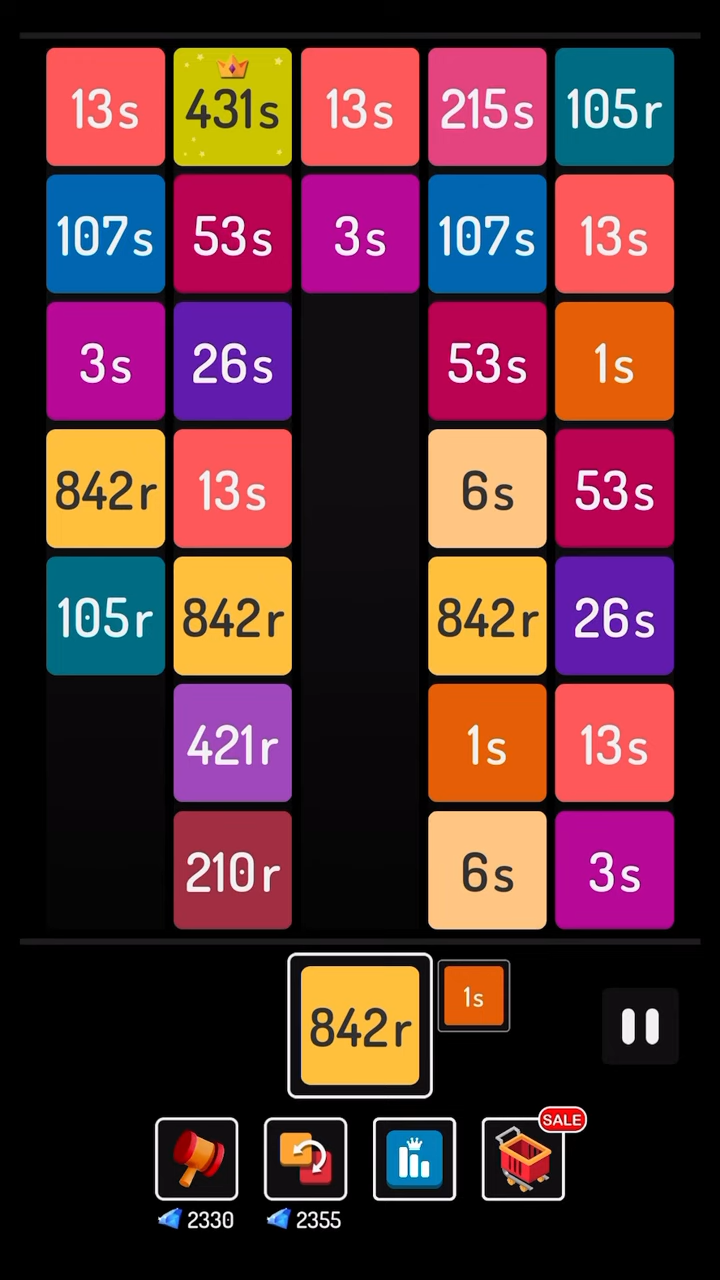 13s 431s 13s 215s 105r
107s 53s 3s 107s 13s
3s 26s 53s 1s
842r 13s 6s 53s
105r 842r 842r 26s
421r 1s 13s
210r 6s 3s
842r 1s
SALE
2330 2355